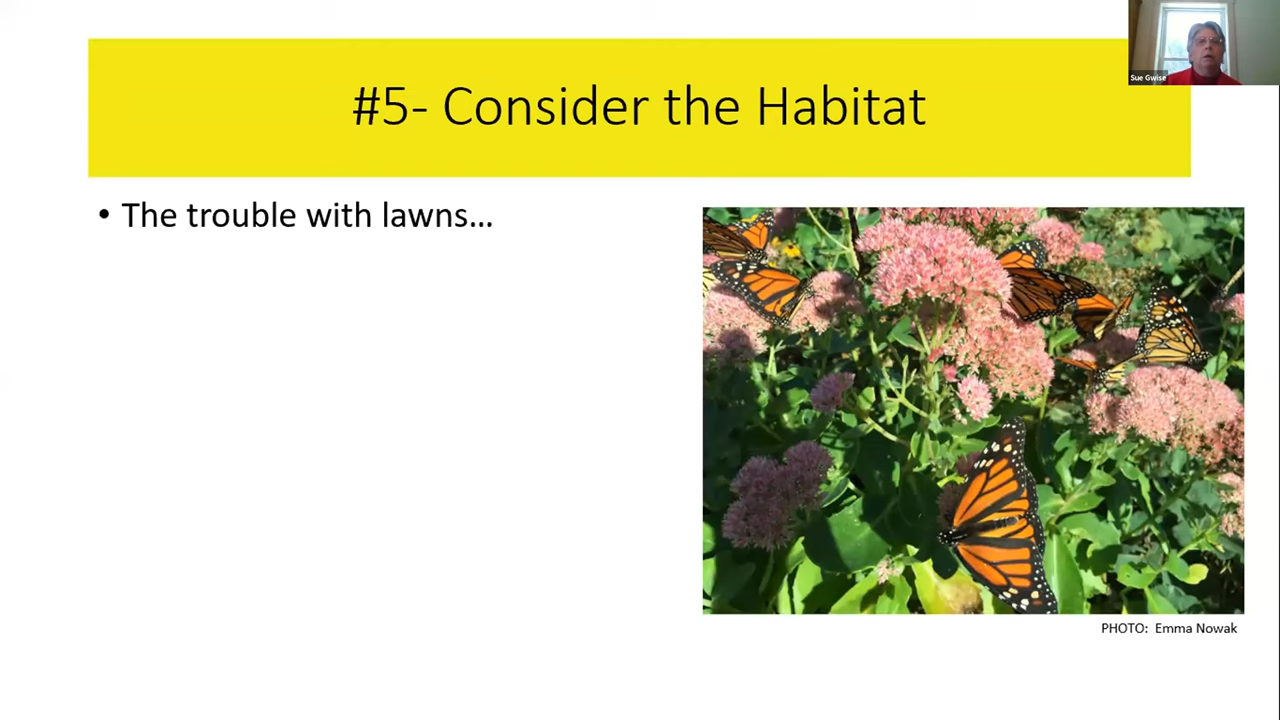 #5- Consider the Habitat
Sue Gwise
• The trouble with lawns...
PHOTO: Emma Nowak